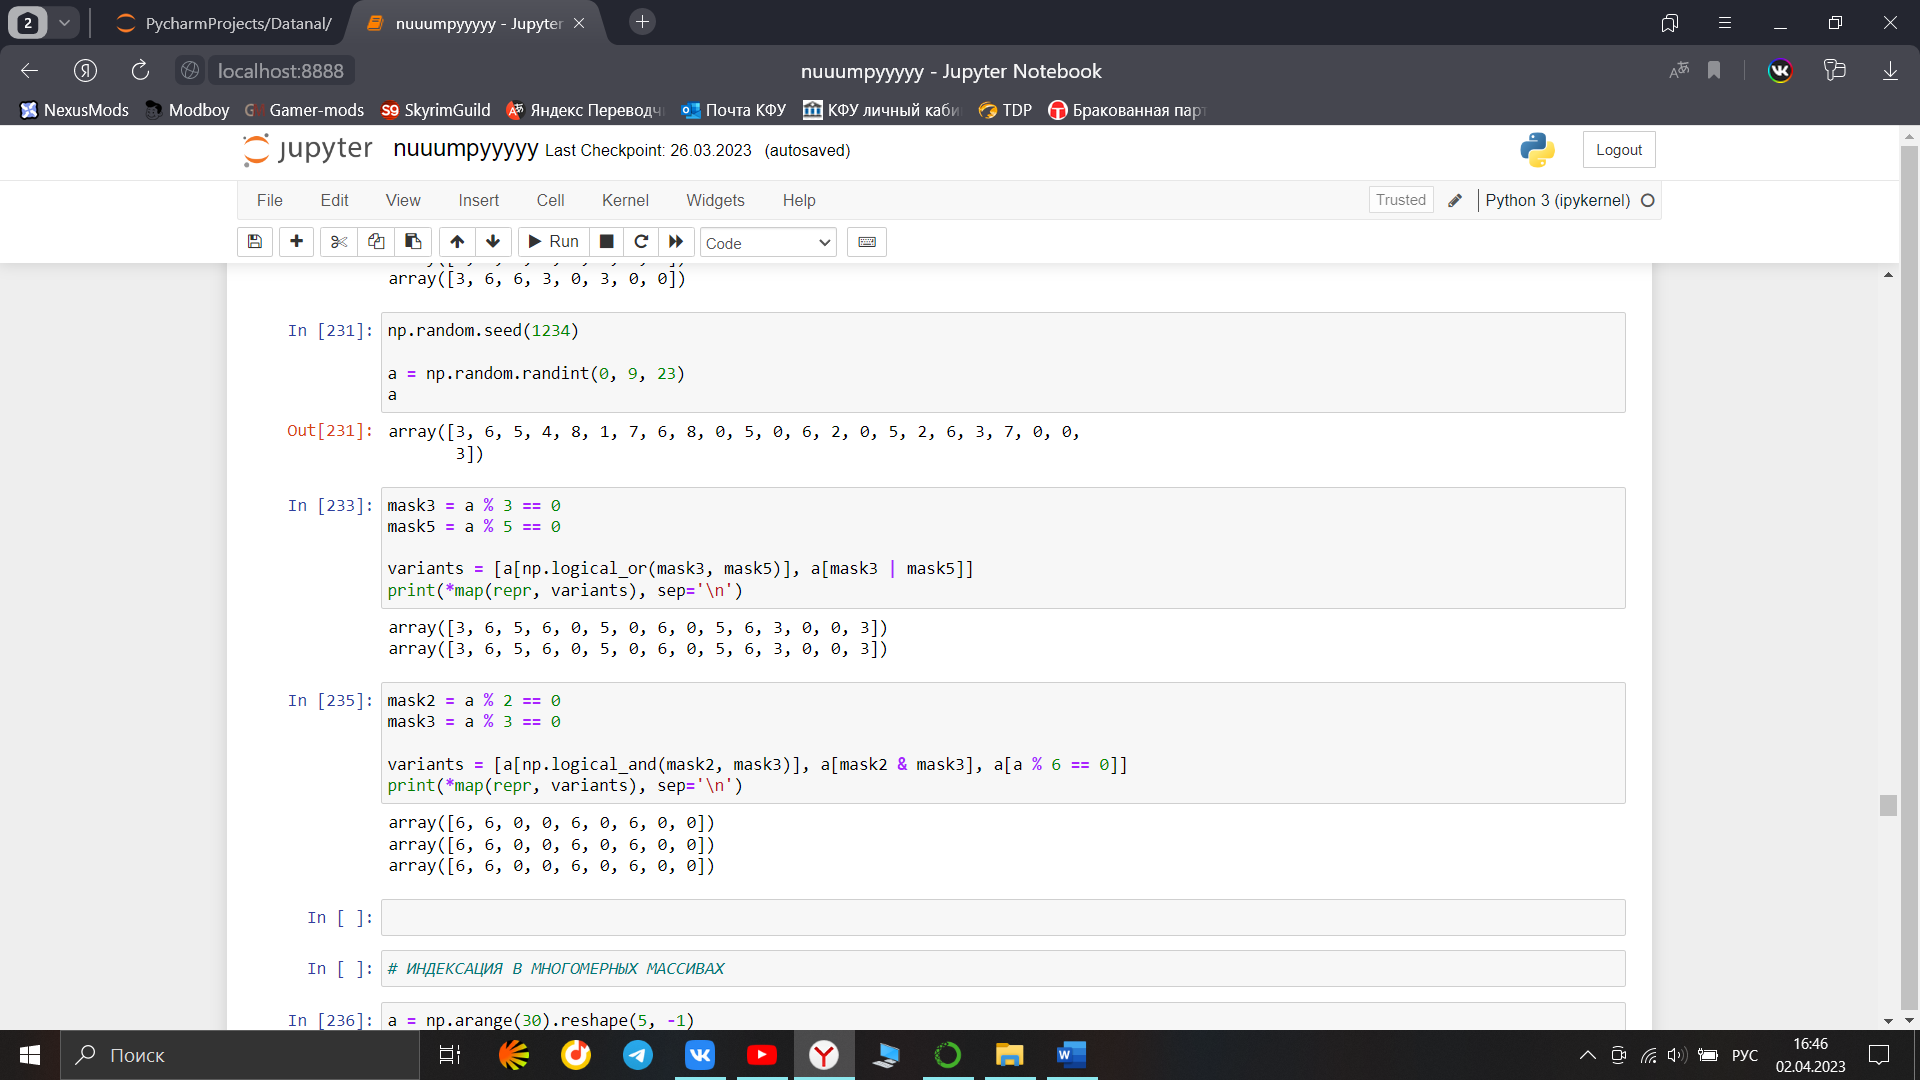 2
PycharmProjects/Datanal/
nuuumpyyyyy - Jupyter
localhost:8888
nuuumpyyyyy - Jupyter Notebook
NexusMods
Modboy
Gamer-mods
S9 SkyrimGuild
Яндекс Переводч
Почта КФУ
КФУ личный каби
TDP
Бракованная пар
jupyter nuuumpyyyyy Last Checkpoint: 26.03.2023 (autosaved)
Logout
File Edit View Insert Cell Kernel Widgets Help
Trusted
Python 3 (ipykernel)
Run
Code
array([3, 6, 6, 3, 0, 3, 0, 0])
In [231]: np.random.seed(1234)
a = np.random.randint(0, 9, 23)
a
Out[231]: array([3, 6, 5, 4, 8, 1, 7, 6, 8, 0, 5, 0, 6, 2, 0, 5, 2, 6, 3, 7, 0, 0,
3])
In [233]: mask3 = a % 3 == 0
mask5 = a % 5 == 0
variants = [a[np.logical_or(mask3, mask5)], a[mask3 | mask5]]
print(*map(repr, variants), sep='\n')
array([3, 6, 5, 6, 0, 5, 0, 6, 0, 5, 6, 3, 0, 0, 3])
array([3, 6, 5, 6, 0, 5, 0, 6, 0, 5, 6, 3, 0, 0, 3])
In [235]: mask2 = a % 2 == 0
mask3 = a % 3 == 0
variants = [a[np.logical_and(mask2, mask3)], a[mask2 & mask3], a[a % 6 == 0]]
print(*map(repr, variants), sep='\n')
array([6, 6, 0, 0, 6, 0, 6, 0, 0])
array([6, 6, 0, 0, 6, 0, 6, 0, 0])
array([6, 6, 0, 0, 6, 0, 6, 0, 0])
In [ ]:
In [ ]: # ИНДЕКСАЦИЯ В МНОГОМЕРНЫХ МАССИВАХ
In [236]: a = np.arange(30).reshape(5, -1)
Поиск
РУС
16:46
02.04.2023